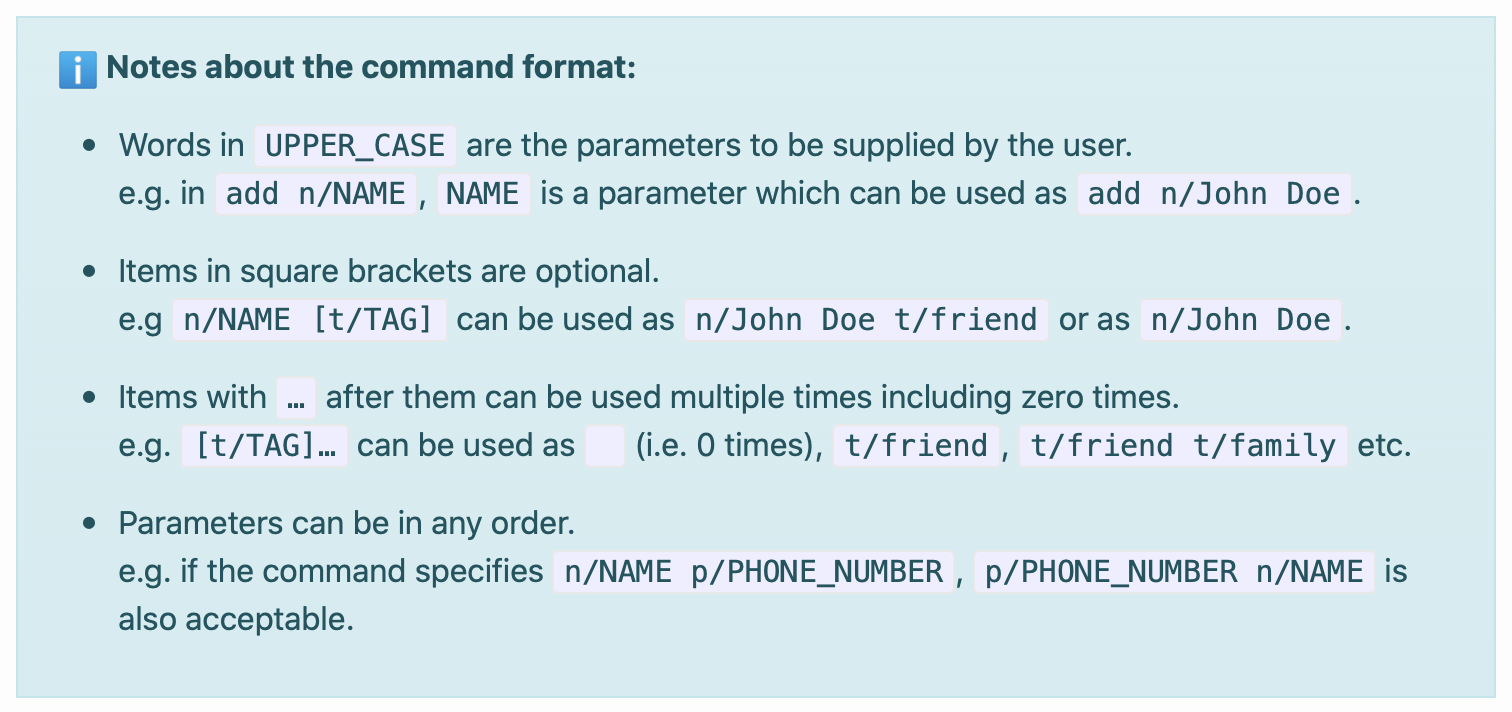 ℹ️ Notes about the command format:
• Words in UPPER_CASE are the parameters to be supplied by the user.
e.g. in add n/NAME, NAME is a parameter which can be used as add n/John Doe.
• Items in square brackets are optional.
e.g n/NAME [t/TAG] can be used as n/John Doe t/friend or as n/John Doe.
• Items with … after them can be used multiple times including zero times.
e.g. [t/TAG]… can be used as   (i.e. 0 times), t/friend, t/friend t/family etc.
• Parameters can be in any order.
e.g. if the command specifies n/NAME p/PHONE_NUMBER, p/PHONE_NUMBER n/NAME is
also acceptable.